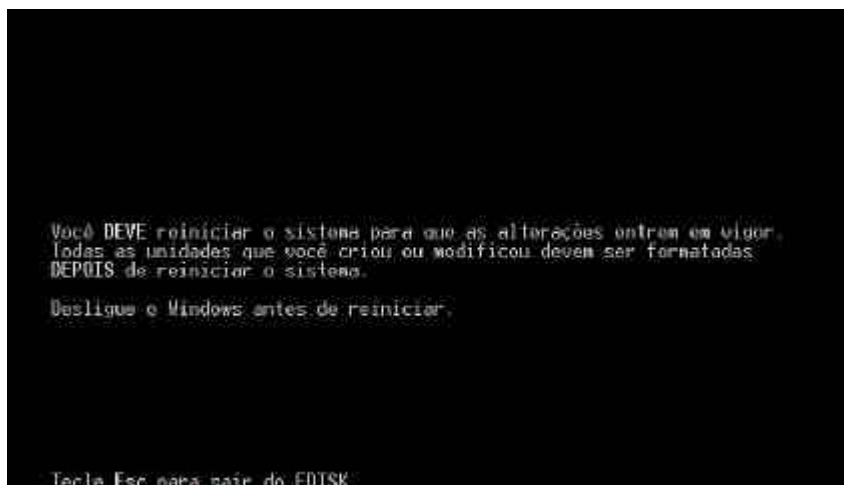 Você DEVE reiniciar o sistema para que as alterações entrem em vigor.
Todas as unidades que você criou ou modificou devem ser formatadas
DEPOIS de reiniciar o sistema.
Desligue o Windows antes de reiniciar.
Tecle Esc para sair do FDISK